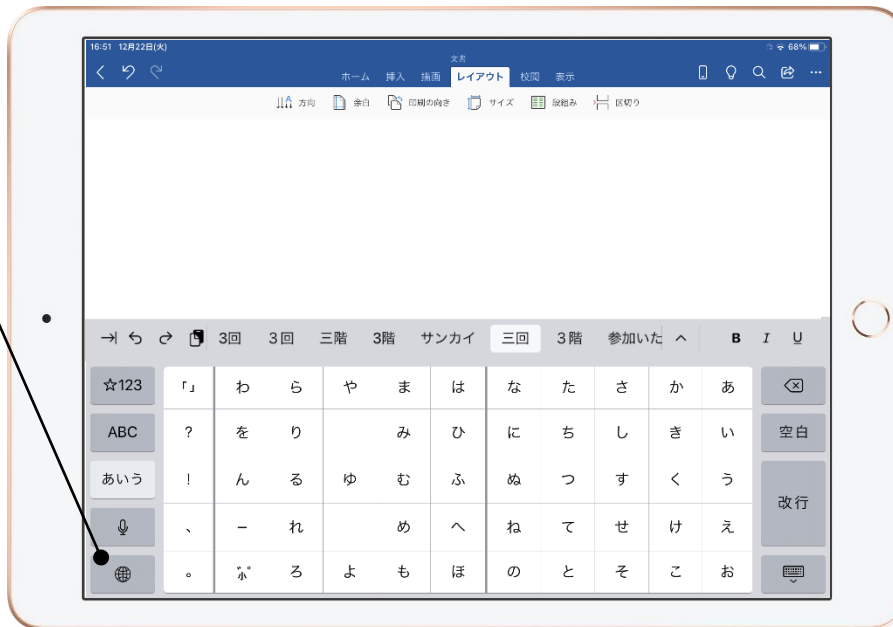 16:51 12月22日(火)
68%
文書
ホーム 挿入 描画 レイアウト 校閲 表示
方向 余白 印刷の向き サイズ 段組み 区切り
3回 3回 三階 3階 サンカイ 三回 3階 参加いた B I U
☆123 「」 わ ら や ま は な た さ か あ
ABC ? を り み ひ に ち し き い 空白
あいう ! ん る ゆ む ふ ぬ つ す く う
改行
、 ー れ め へ ね て せ け え
。 ゛゜小 ろ よ も ほ の と そ こ お